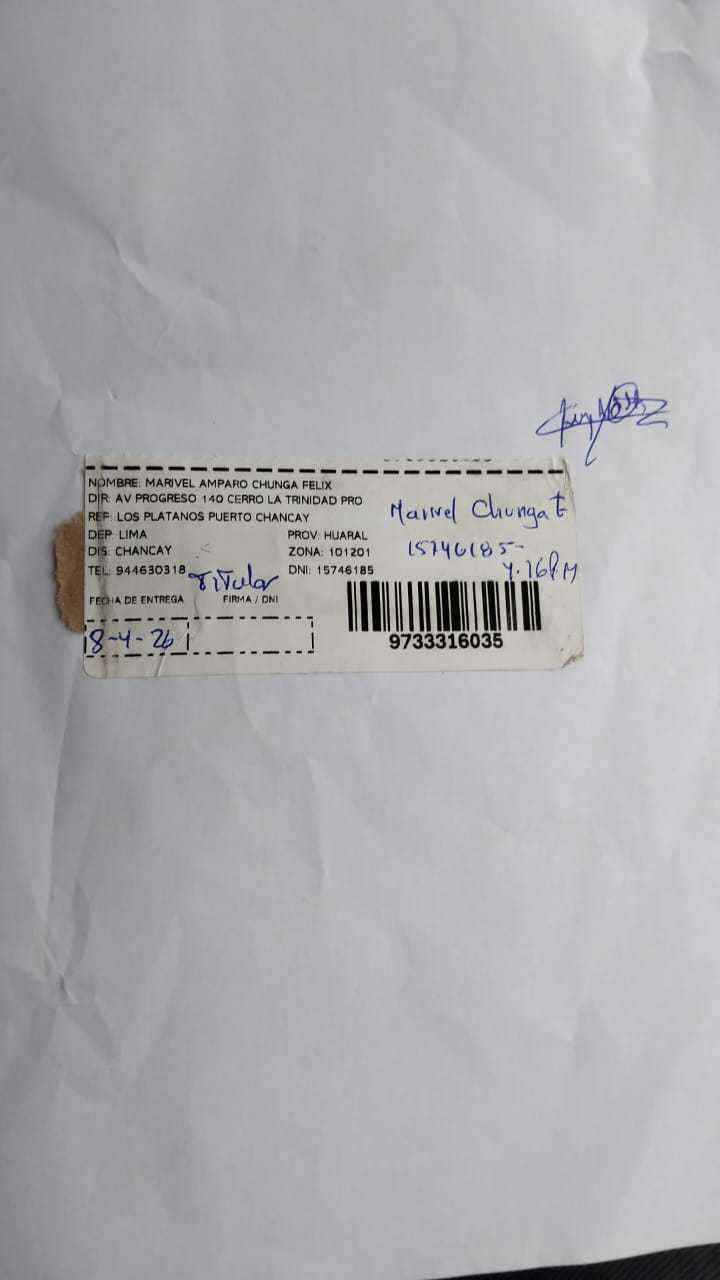 NOMBRE: MARIVEL AMPARO CHUNGA FELIX
DIR: AV PROGRESO 140 CERRO LA TRINIDAD PRO
REF: LOS PLATANOS PUERTO CHANCAY
DEP: LIMA PROV: HUARAL
DIS: CHANCAY ZONA: 101201
TEL: 944630318 DNI: 15746185
Titular
Marivel Chunga F
15746185-
4.16PM
FECHA DE ENTREGA FIRMA / DNI
8-4-26
9733316035